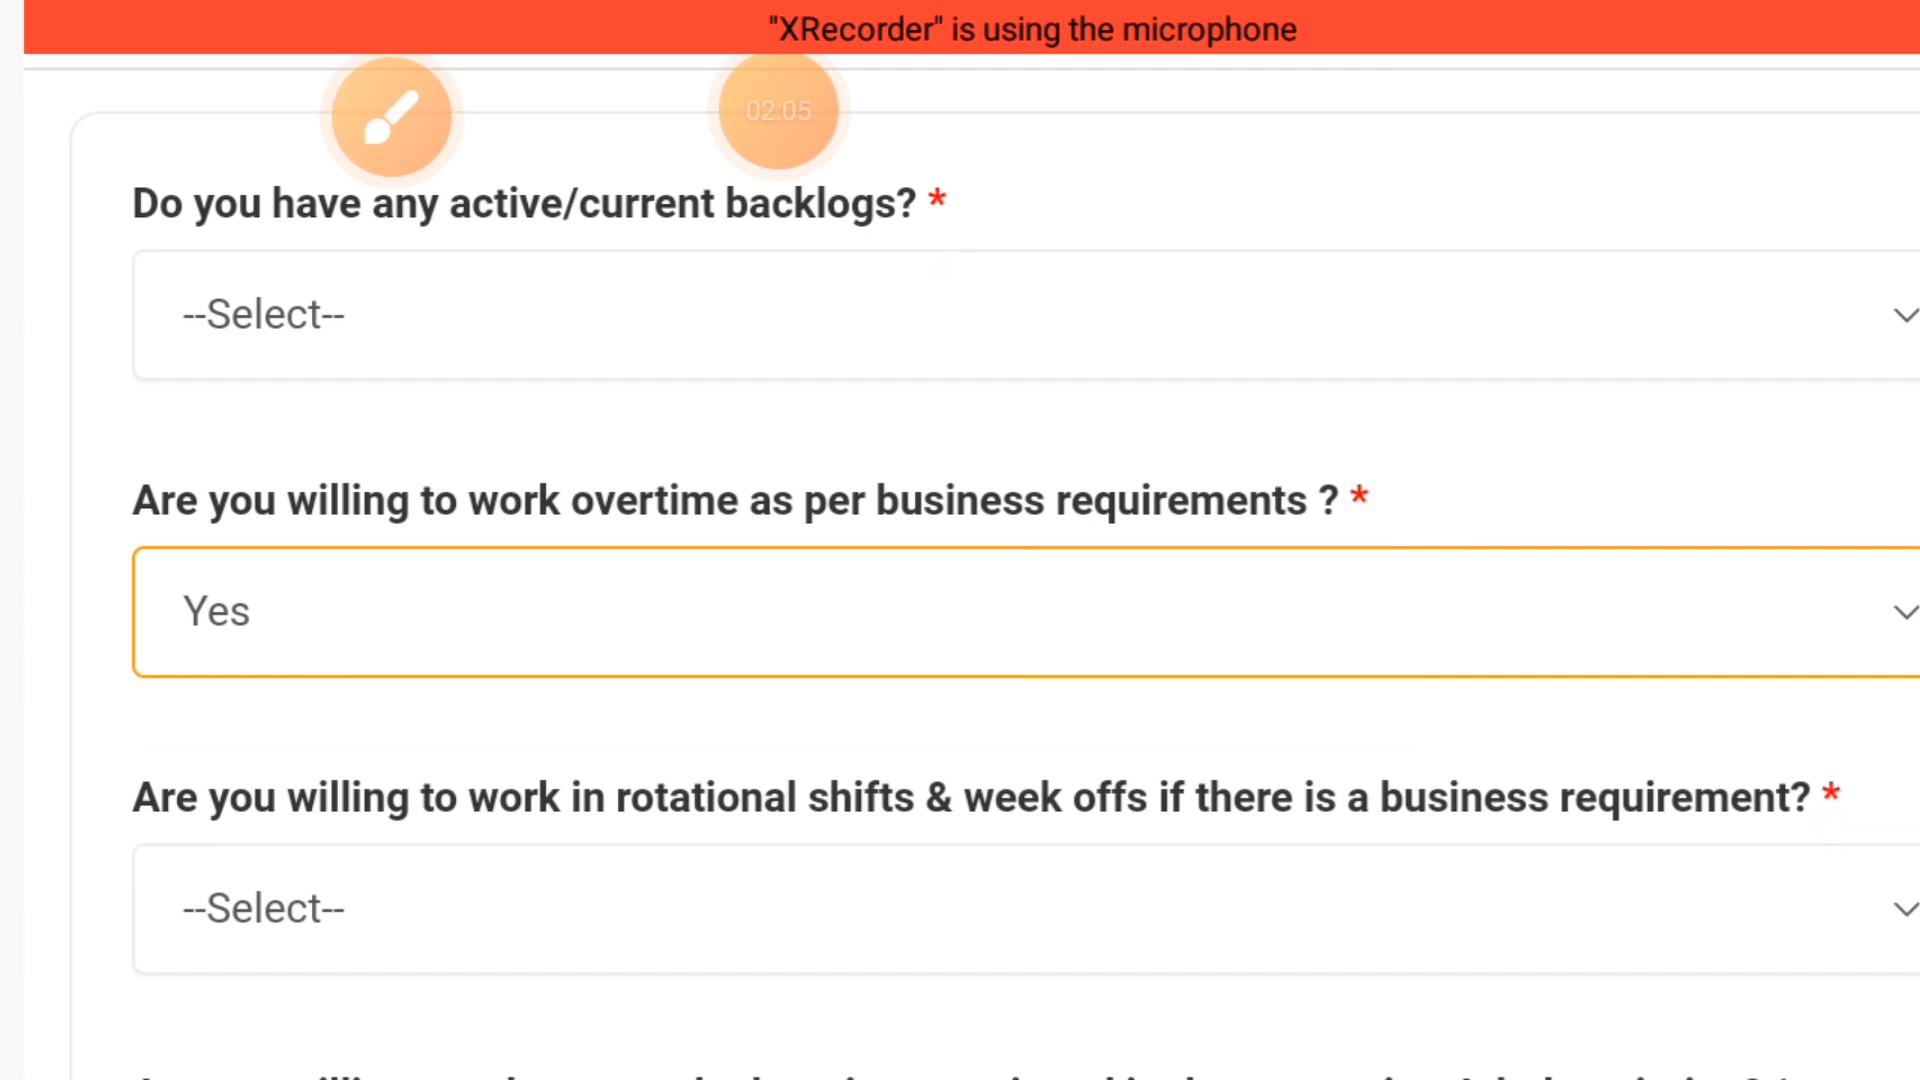 "XRecorder" is using the microphone
02:05
Do you have any active/current backlogs? *
--Select--
Are you willing to work overtime as per business requirements ? *
Yes
Are you willing to work in rotational shifts & week offs if there is a business requirement? *
--Select--